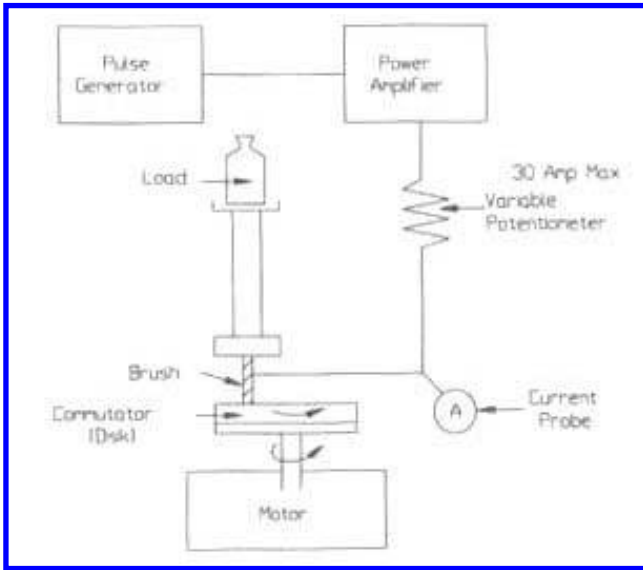 Pulse
Generator
Power
Amplifier
Load
30 Amp Max
Variable
Potentiometer
Brush
Commutator
(Disk)
A
Current
Probe
Motor